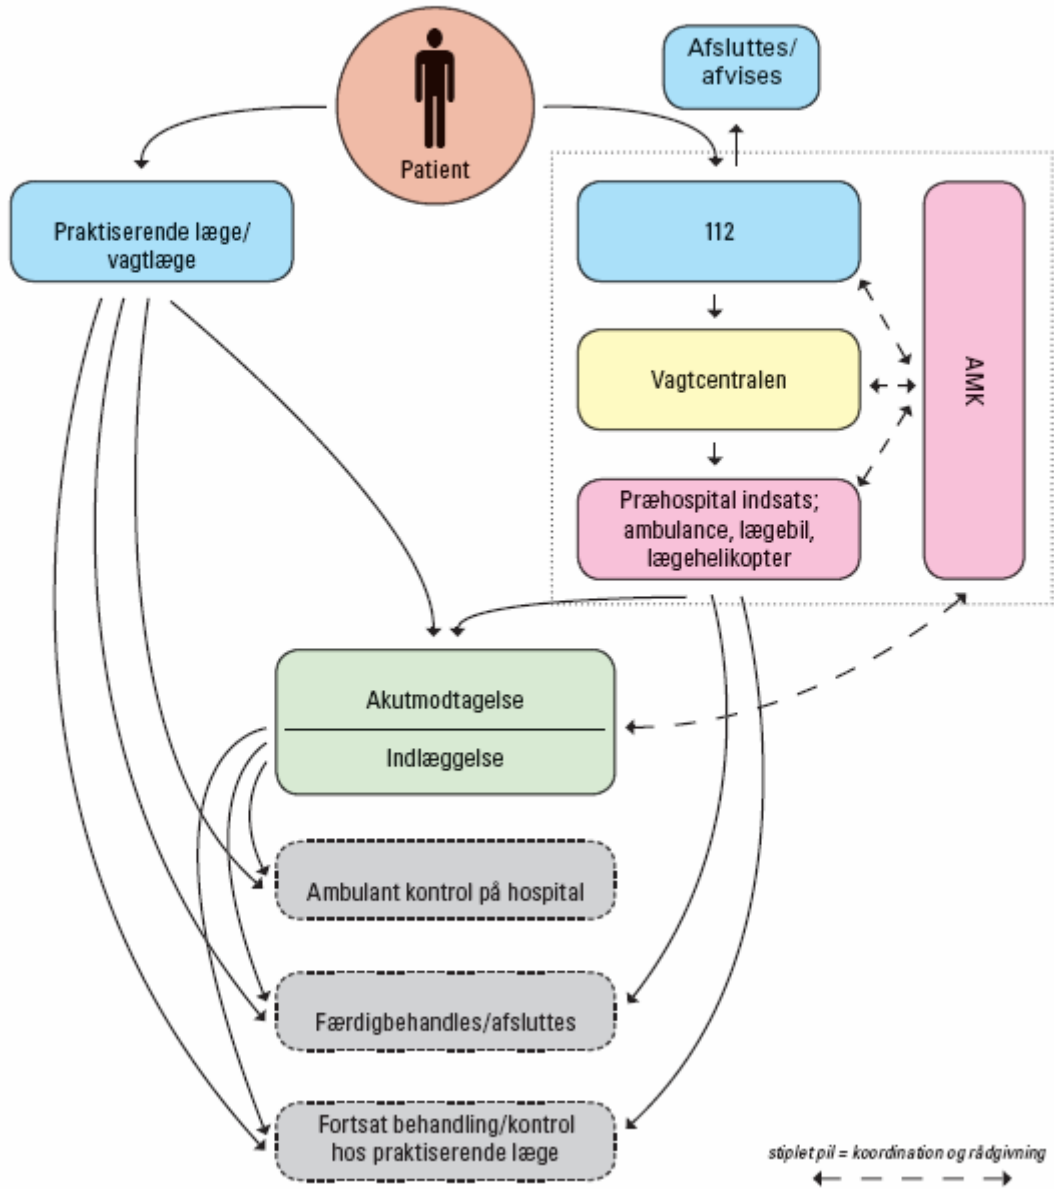 Patient
Afsluttes/
afvises
Praktiserende læge/
vagtlæge
112
Vagtcentralen
AMK
Præhospital indsats;
ambulance, lægebil,
lægehelikopter
Akutmodtagelse
Indlæggelse
Ambulant kontrol på hospital
Færdigbehandles/afsluttes
Fortsat behandling/kontrol
hos praktiserende læge
stiplet pil = koordination og rådgivning